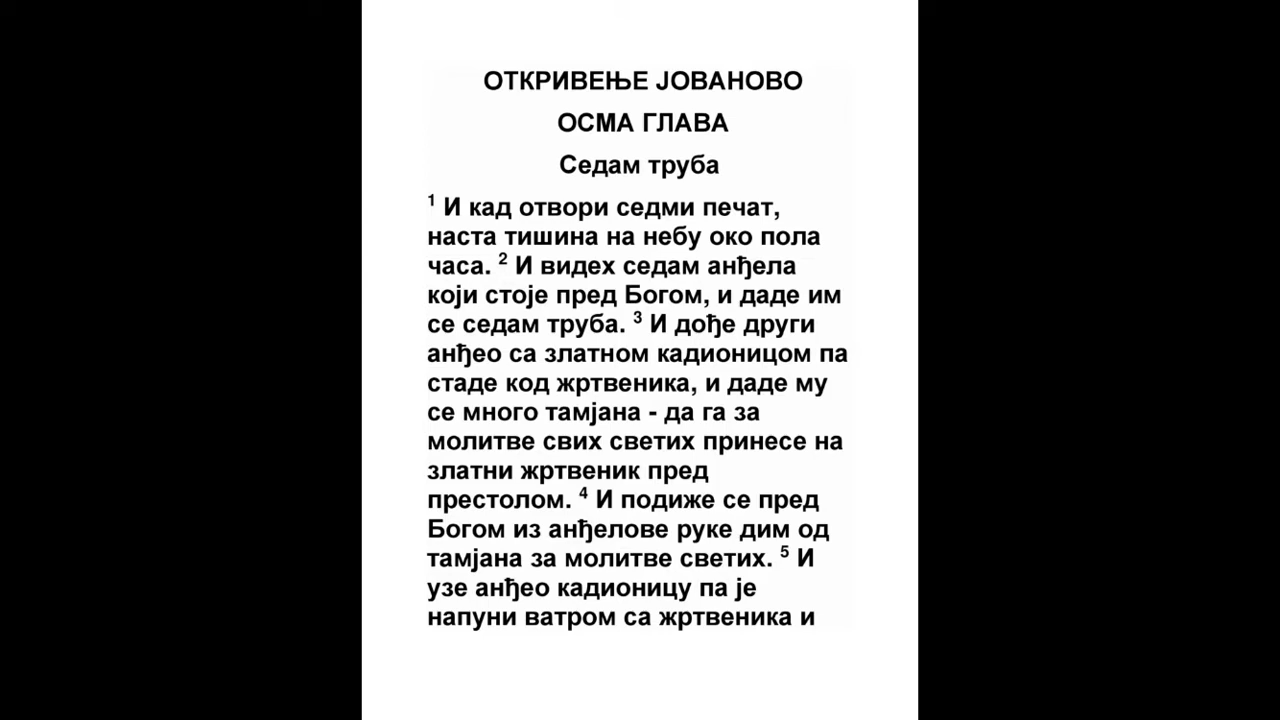 ОТКРИВЕЊЕ ЈОВАНОВО
ОСМА ГЛАВА
Седам труба
1 И кад отвори седми печат,
наста тишина на небу око пола
часа. 2 И видех седам анђела
који стоје пред Богом, и даде им
се седам труба. 3 И дође други
анђео са златном кадионицом па
стаде код жртвеника, и даде му
се много тамјана - да га за
молитве свих светих принесе на
златни жртвеник пред
престолом. 4 И подиже се пред
Богом из анђелове руке дим од
тамјана за молитве светих. 5 И
узе анђео кадионицу па је
напуни ватром са жртвеника и